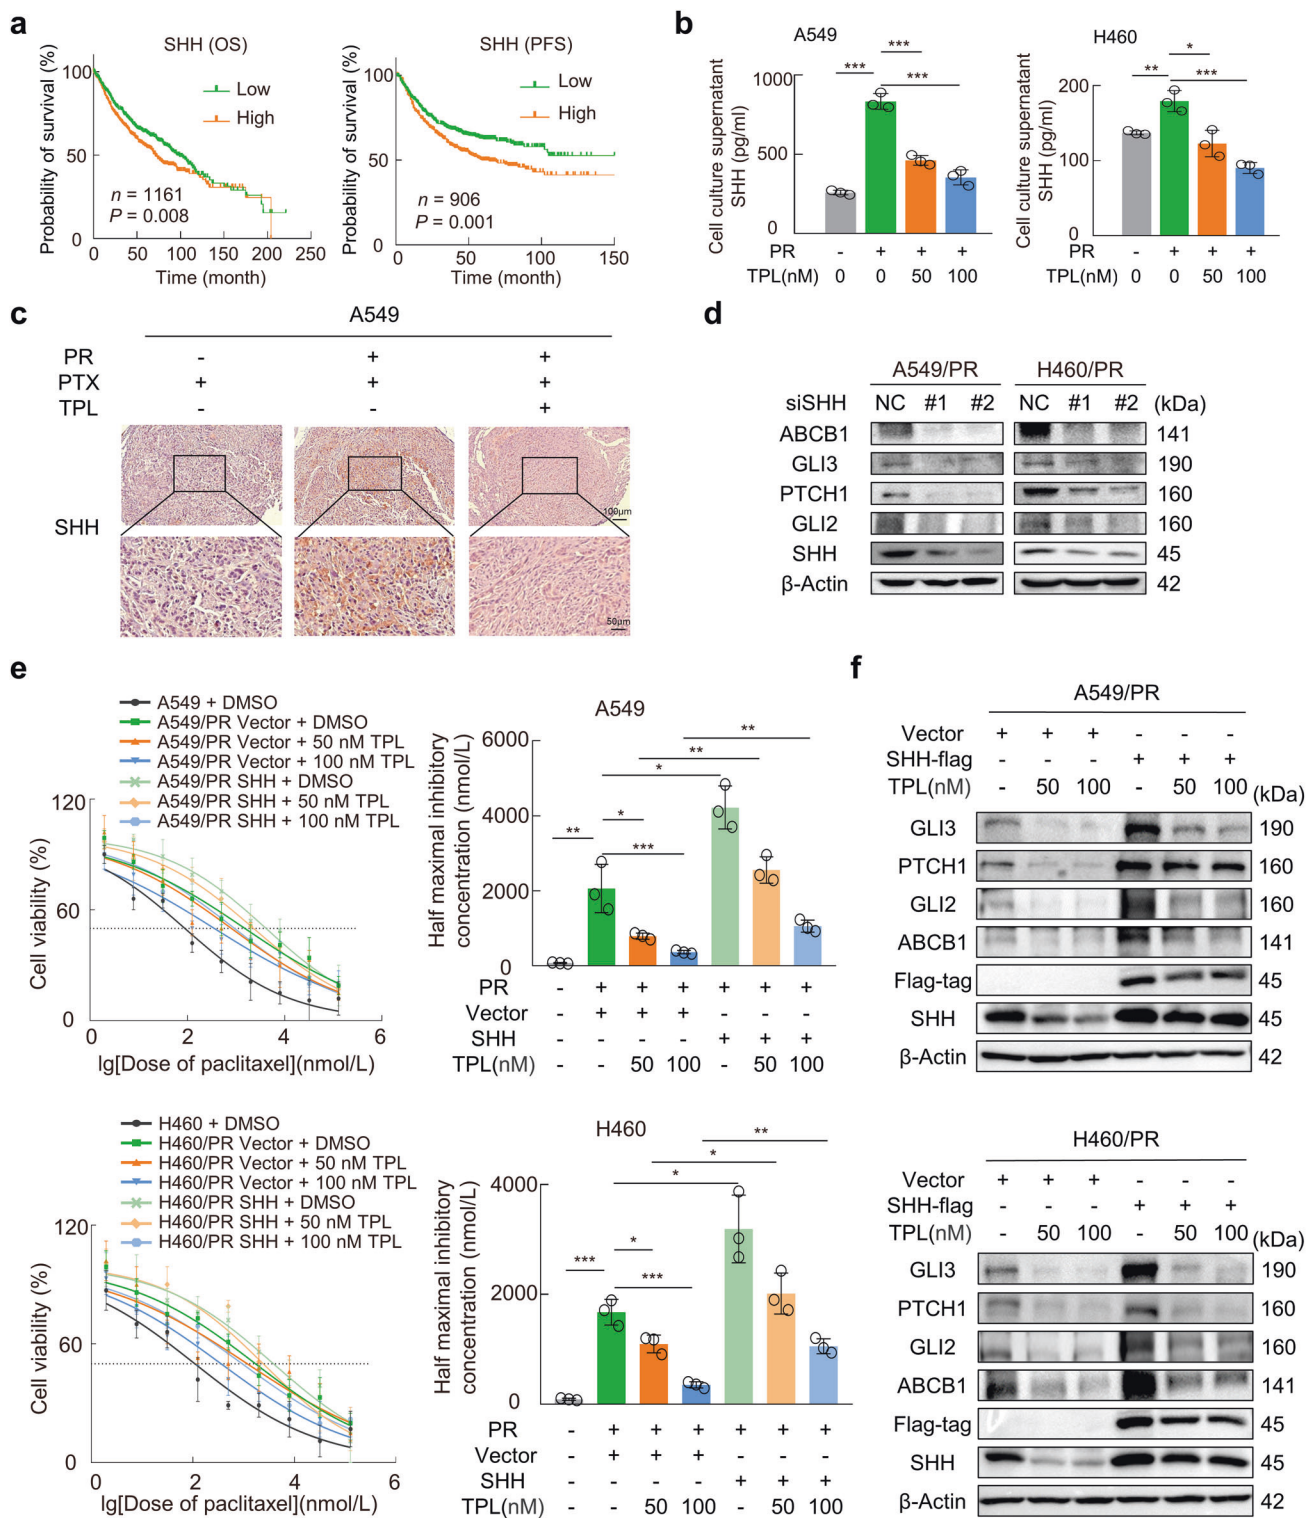 a
SHH (OS)
Probability of survival (%)
100
50
0
Low
High
n = 1161
P = 0.008
0 50 100 150 200 250
Time (month)
SHH (PFS)
Probability of survival (%)
100
50
0
Low
High
n = 906
P = 0.001
0 50 100 150
Time (month)
b
A549
Cell culture supernatant
SHH (pg/ml)
1000
500
0
***
***
***
PR - + + +
TPL(nM) 0 0 50 100
H460
Cell culture supernatant
SHH (pg/ml)
200
100
0
**
*
***
PR - + + +
TPL(nM) 0 0 50 100
c
A549
PR - + +
PTX + + +
TPL - - +
SHH
100μm
50μm
d
A549/PR H460/PR
siSHH NC #1 #2 NC #1 #2 (kDa)
ABCB1 141
GLI3 190
PTCH1 160
GLI2 160
SHH 45
β-Actin 42
e
A549 + DMSO
A549/PR Vector + DMSO
A549/PR Vector + 50 nM TPL
A549/PR Vector + 100 nM TPL
A549/PR SHH + DMSO
A549/PR SHH + 50 nM TPL
A549/PR SHH + 100 nM TPL
Cell viability (%)
120
60
0
0 2 4 6
lg[Dose of paclitaxel](nmol/L)
A549
Half maximal inhibitory
concentration (nmol/L)
6000
4000
2000
0
**
**
*
**
*
***
PR - + + + + + +
Vector - + + + - - -
SHH - - - - + + +
TPL(nM) - - 50 100 - 50 100
H460 + DMSO
H460/PR Vector + DMSO
H460/PR Vector + 50 nM TPL
H460/PR Vector + 100 nM TPL
H460/PR SHH + DMSO
H460/PR SHH + 50 nM TPL
H460/PR SHH + 100 nM TPL
Cell viability (%)
120
60
0
0 2 4 6
lg[Dose of paclitaxel](nmol/L)
H460
Half maximal inhibitory
concentration (nmol/L)
4000
2000
0
**
*
*
*
***
***
PR - + + + + + +
Vector - + + + - - -
SHH - - - - + + +
TPL(nM) - - 50 100 - 50 100
f
A549/PR
Vector + + + - - -
SHH-flag - - - + + +
TPL(nM) - 50 100 - 50 100 (kDa)
GLI3 190
PTCH1 160
GLI2 160
ABCB1 141
Flag-tag 45
SHH 45
β-Actin 42
H460/PR
Vector + + + - - -
SHH-flag - - - + + +
TPL(nM) - 50 100 - 50 100 (kDa)
GLI3 190
PTCH1 160
GLI2 160
ABCB1 141
Flag-tag 45
SHH 45
β-Actin 42